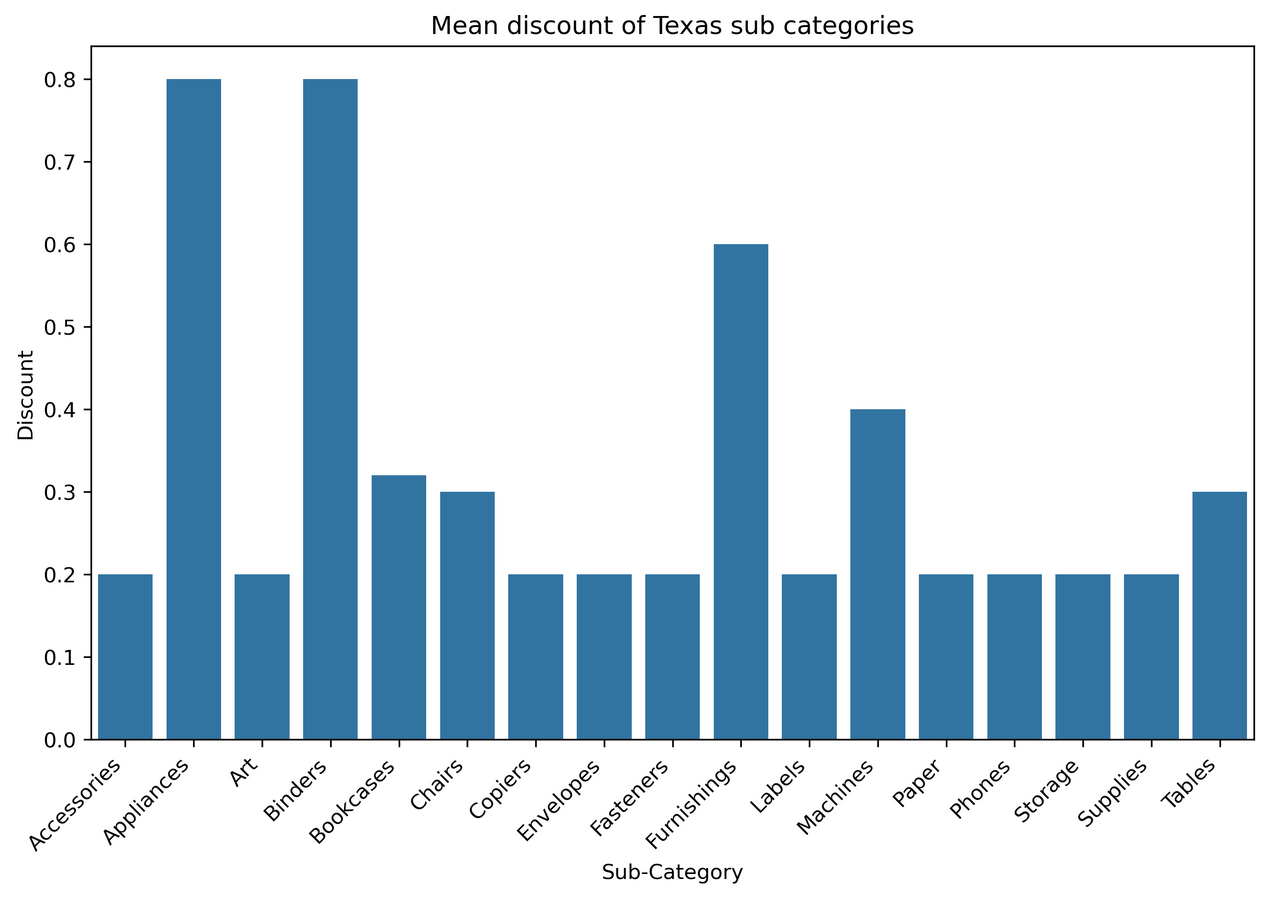 Mean discount of Texas sub categories
0.8
0.7
0.6
0.5
0.4
0.3
0.2
0.1
0.0
Discount
Accessories
Appliances
Art
Binders
Bookcases
Chairs
Copiers
Envelopes
Fasteners
Furnishings
Labels
Machines
Paper
Phones
Storage
Supplies
Tables
Sub-Category